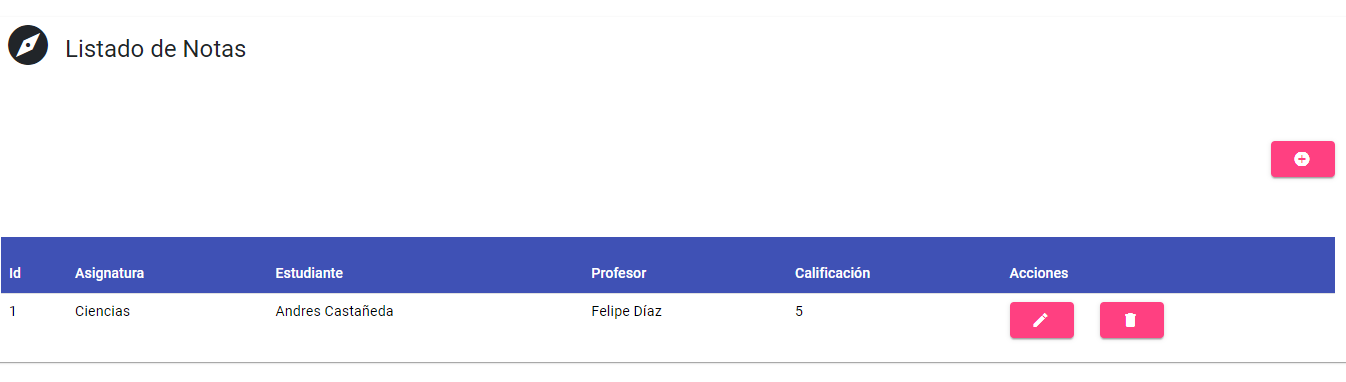 Listado de Notas
Id Asignatura Estudiante Profesor Calificación Acciones
1 Ciencias Andres Castañeda Felipe Díaz 5